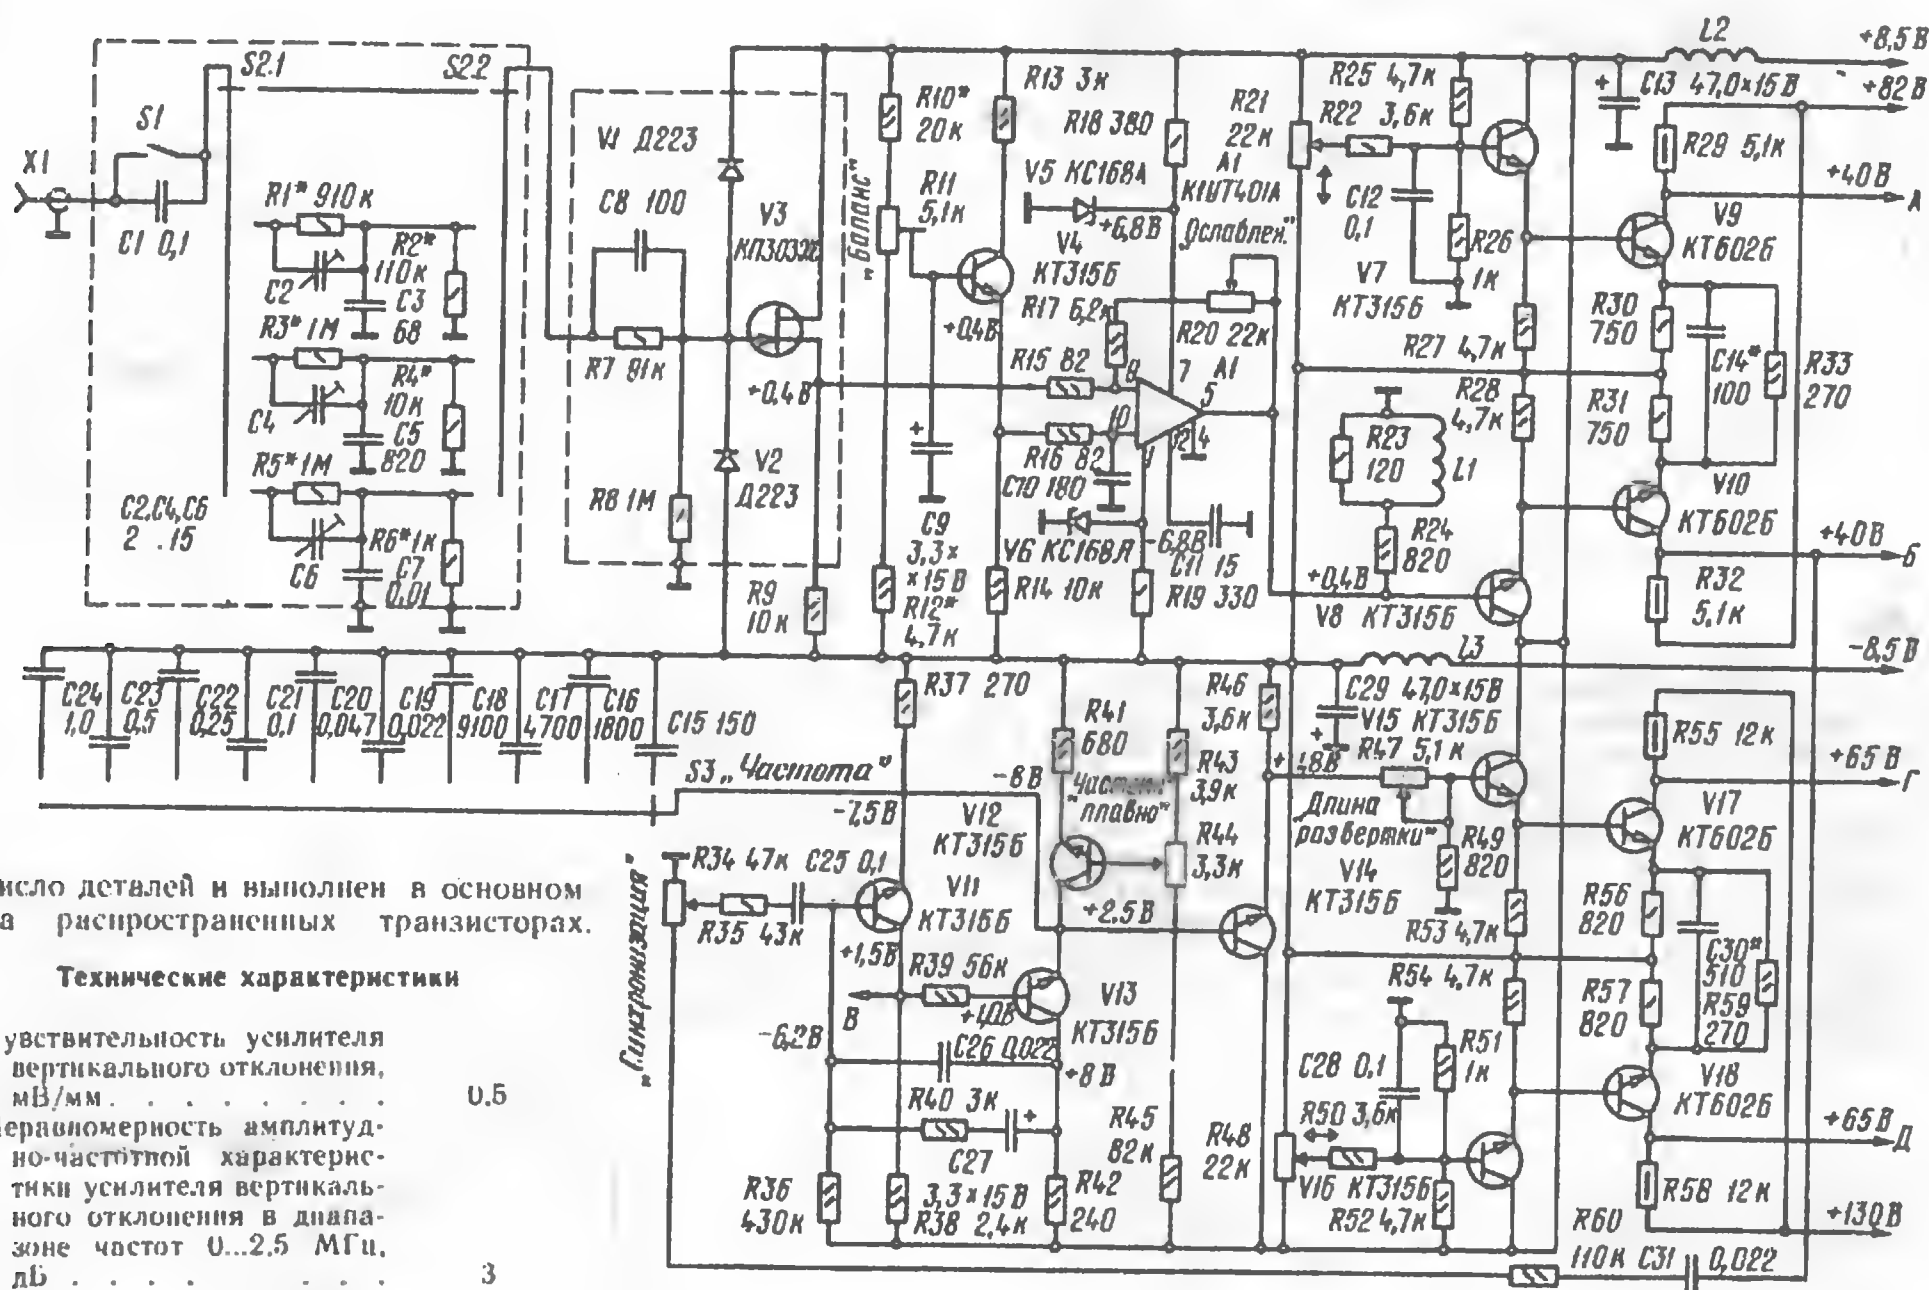 S2.1
S2.2
S1
X1
C1 0,1
R1* 910к
R2*
110к
C2
C3
68
R3* 1М
R4*
10к
C4
C5
820
R5* 1М
C2,C4,C6
2 .15
R6* 1к
C6
C7
0,01
V1 Д223
C8 100
V3
КП303Ж
R7 91к
+0,4В
V2
Д223
R8 1М
R9
10к
R10*
20к
„Баланс"
R11
5,1к
C9
3,3×
×15В
R12*
4,7к
R13 3к
R18 380
V5 КС168А
+6,8В
V4
КТ315Б
+0,4В
R17 6,2к
R15 82
R16 82
C10 180
V6 КС168А
-6,8В
R14 10к
C11 15
R19 330
R20 22к
8
7
A1
5
10
12
4
1
R21
22к
A1
К1УТ401А
„Ослаблен."
R25 4,7к
R22 3,6к
C12
0,1
R26
1к
V7
КТ315Б
R27 4,7к
R28
4,7к
R23
120
L1
R24
820
+0,4В
V8 КТ315Б
L2
+8,5В
C13 47,0×15В
+82В
R29 5,1к
+40В
А
V9
КТ602Б
R30
750
C14*
100
R33
270
R31
750
V10
КТ602Б
+40В
Б
R32
5,1к
L3
-8,5В
C24
1,0
C23
0,5
C22
0,25
C21
0,1
C20
0,047
C19
0,022
C18
9100
C17
4700
C16
1800
C15 150
S3 „Частота"
R37 270
-7,5В
-8В
R41
680
„Частота
плавно"
R43
3,9к
R44
3,3к
R46
3,6к
+1,8В
C29 47,0×15В
V15 КТ315Б
R47 5,1к
„Длина
развертки"
R49
820
V14
КТ315Б
R53 4,7к
R54 4,7к
R55 12к
+65В
Г
V17
КТ602Б
R56
820
C30*
510
R59
270
R57
820
V18
КТ602Б
+65В
Д
R58 12к
+130В
R60
110к C31 0,022
„Синхронизация"
R34 47к
C25 0,1
R35 43к
V12
КТ315Б
V11
КТ316Б
+1,5В
R39 56к
В
+1,0В
+2.5В
V13
КТ315Б
-6,2В
C26 0,022
+8В
R40 3к
C27
3,3×15В
R36
430к
R38 2,4к
R42
240
R45
82к
R48
22к
C28 0,1
R51
1к
R50 3,6к
V16 КТ315Б
R52 4,7к
исло деталей и выполнен в основном
а распространенных транзисторах.
Технические характеристики
увствительность усилителя
вертикального отклонения,
мВ/мм . . . . . . . . 0.5
еравномерность амплитуд-
но-частотной характерис-
тики усилителя вертикаль-
ного отклонения в диапа-
зоне частот 0...2,5 МГц,
дБ . . . . . . . 3